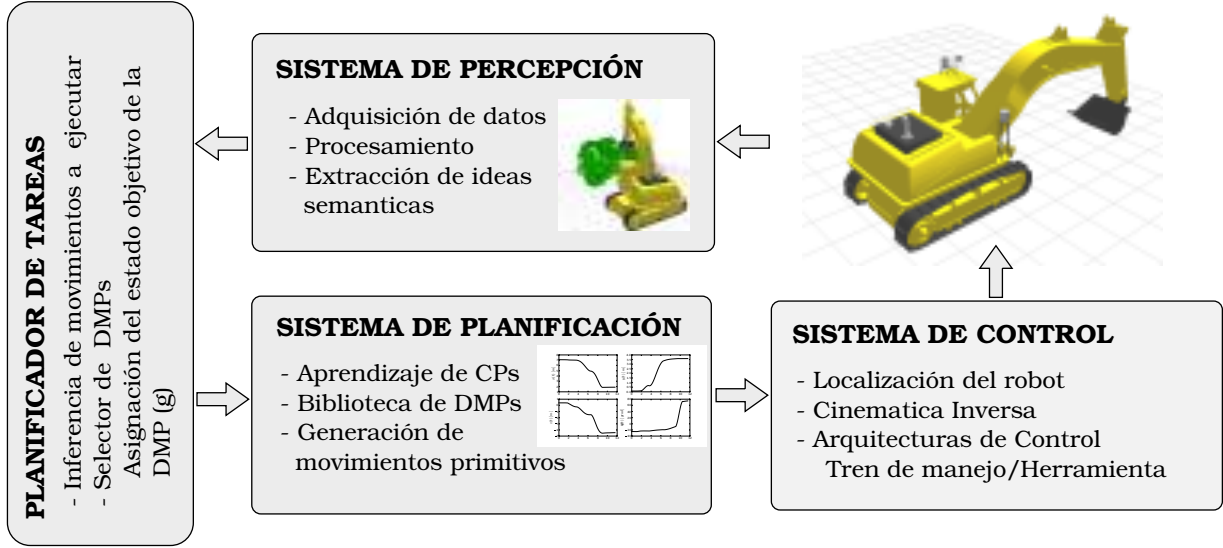 PLANIFICADOR DE TAREAS
- Inferencia de movimientos a ejecutar
- Selector de DMPs
Asignación del estado objetivo de la
DMP (g)
SISTEMA DE PERCEPCIÓN
- Adquisición de datos
- Procesamiento
- Extracción de ideas
semanticas
SISTEMA DE PLANIFICACIÓN
- Aprendizaje de CPs
- Biblioteca de DMPs
- Generación de
movimientos primitivos
SISTEMA DE CONTROL
- Localización del robot
- Cinematica Inversa
- Arquitecturas de Control
Tren de manejo/Herramienta